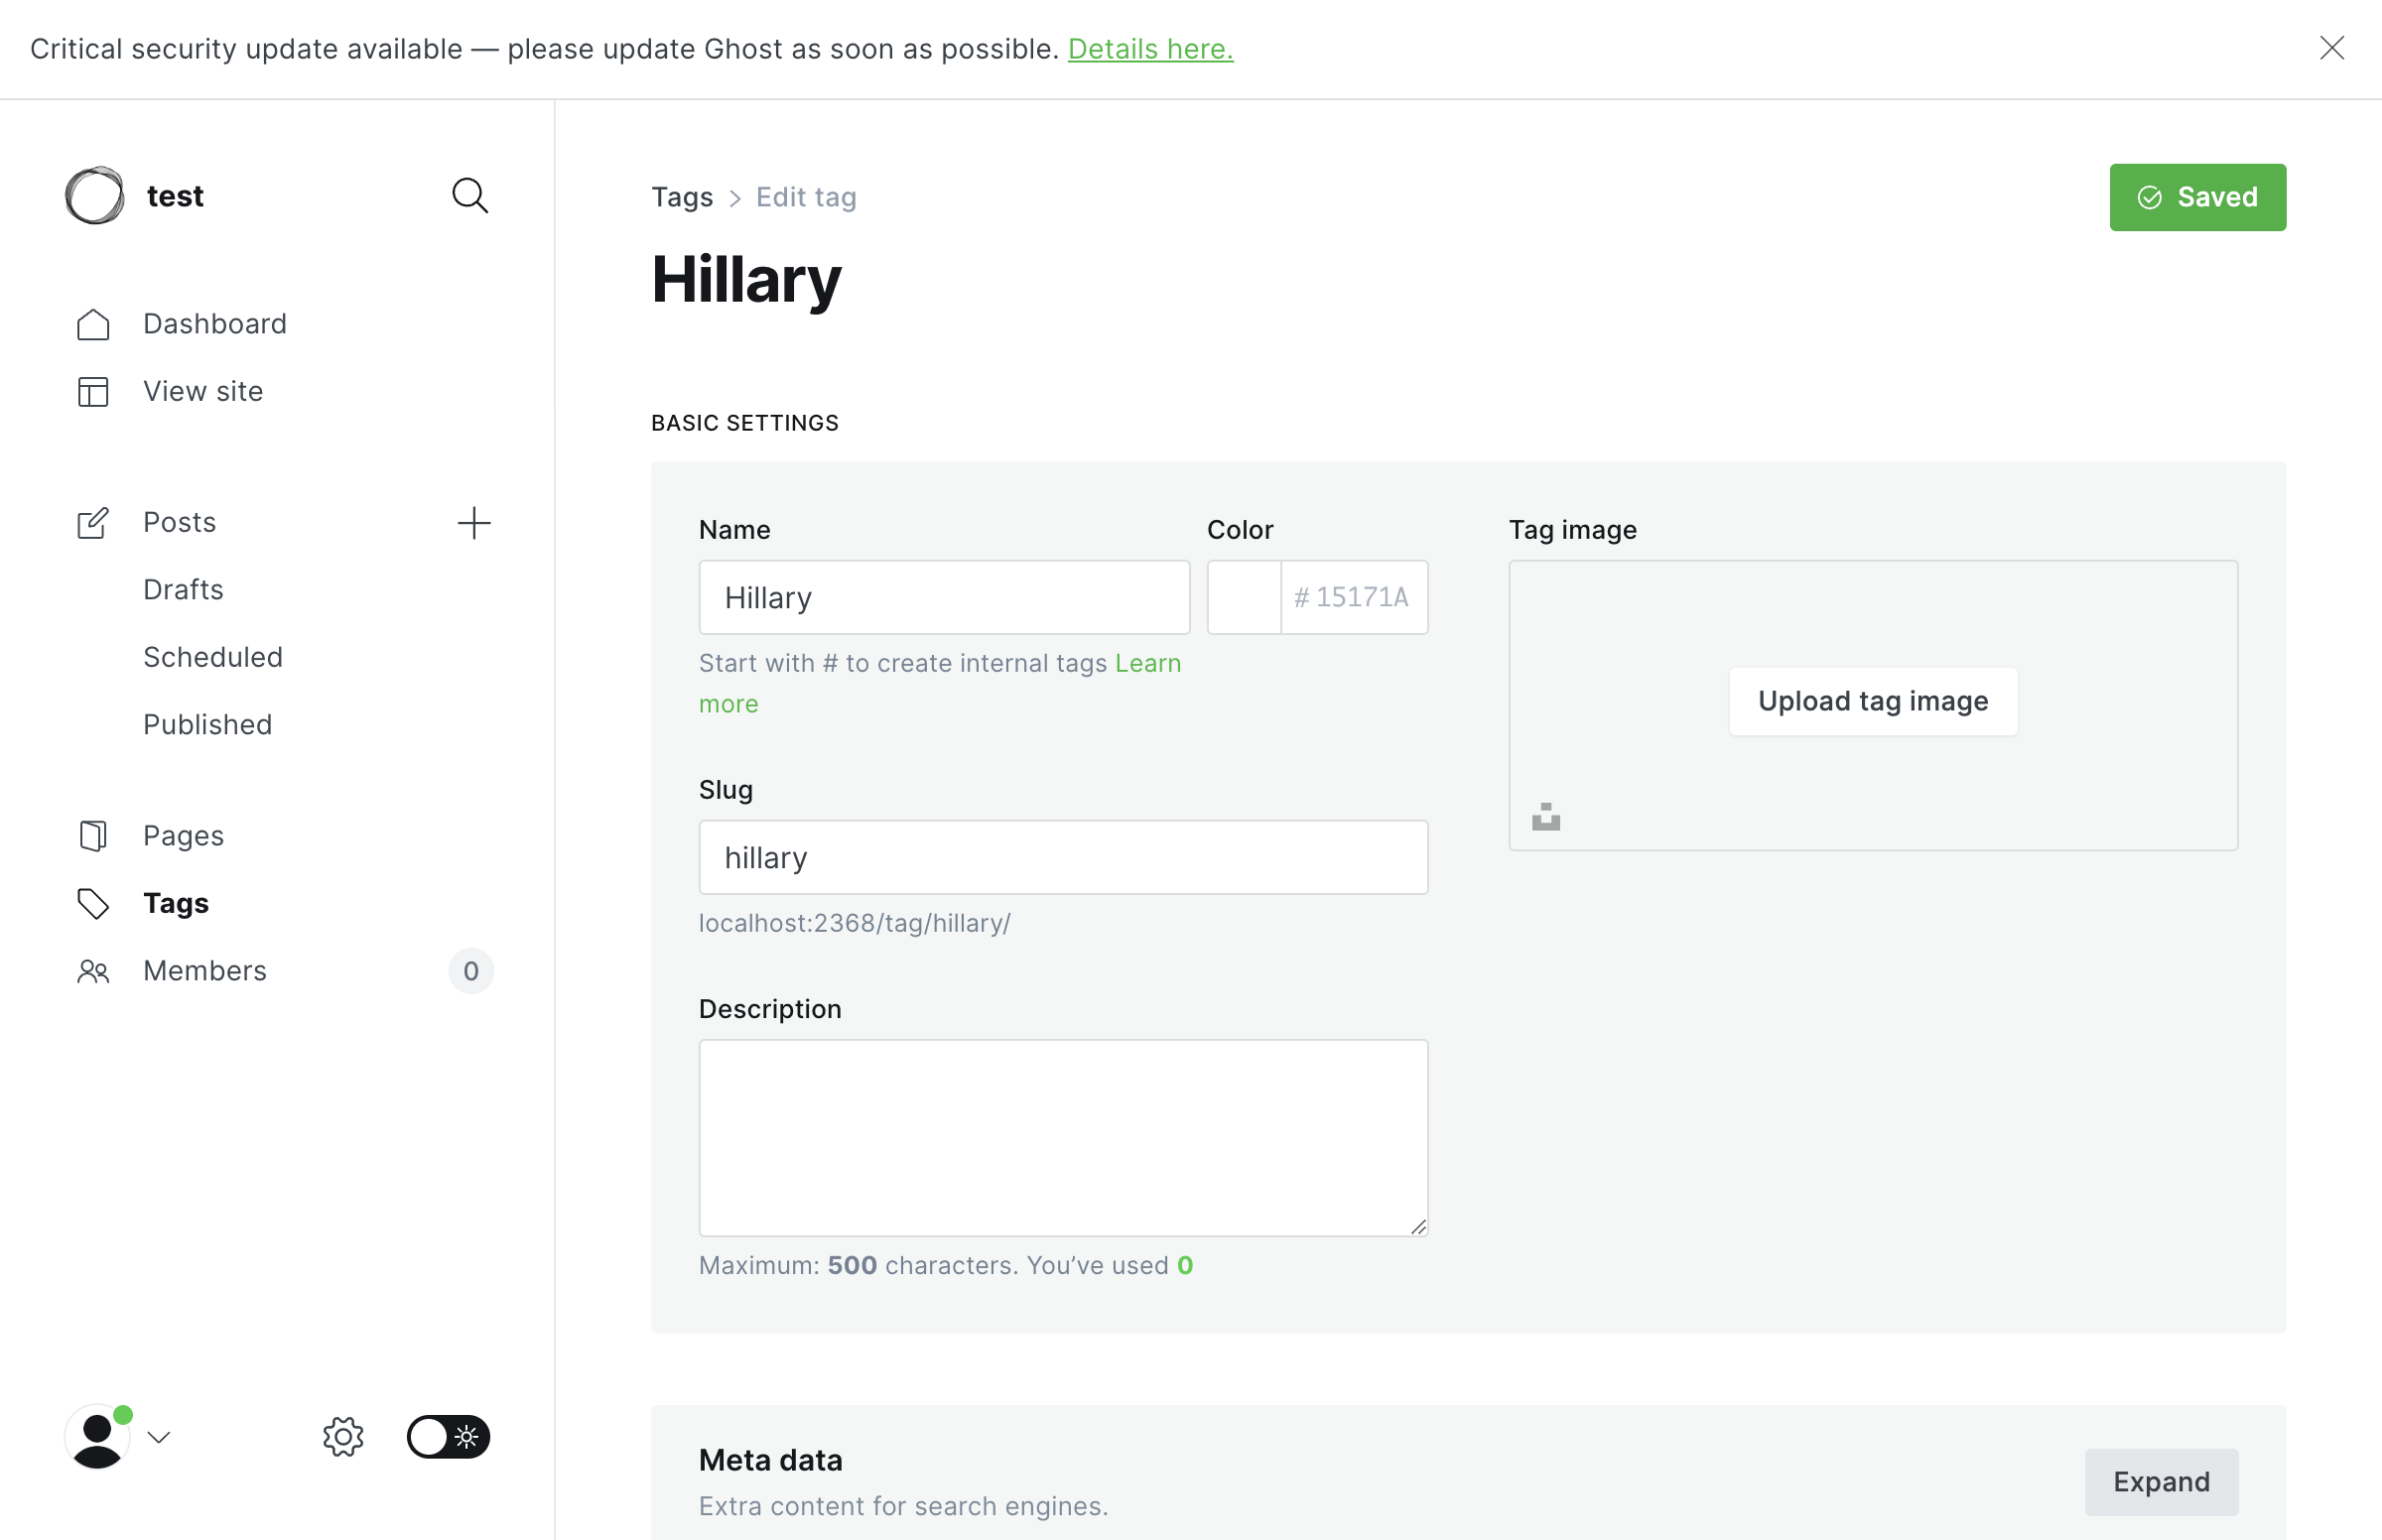 Critical security update available — please update Ghost as soon as possible. Details here.
test
Dashboard
View site
Posts
Drafts
Scheduled
Published
Pages
Tags
Members
0
Tags > Edit tag
Saved
Hillary
BASIC SETTINGS
Name
Hillary
Start with # to create internal tags Learn
more
Color
# 15171A
Slug
hillary
localhost:2368/tag/hillary/
Description
Maximum: 500 characters. You’ve used 0
Tag image
Upload tag image
Meta data
Extra content for search engines.
Expand